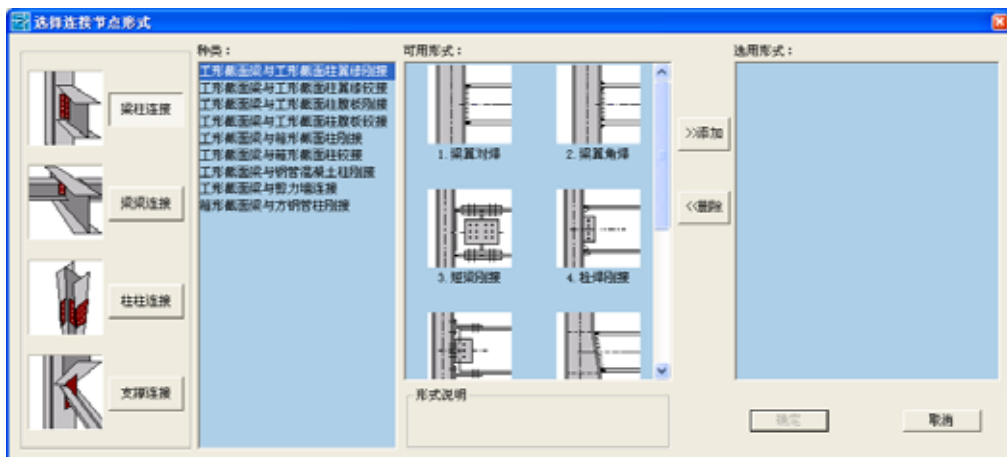 选择连接节点形式
种类：
可用形式：
选用形式：
梁柱连接
梁梁连接
柱柱连接
支撑连接
工形截面梁与工形截面柱翼缘刚接
工形截面梁与工形截面柱翼缘铰接
工形截面梁与工形截面柱腹板刚接
工形截面梁与工形截面柱腹板铰接
工形截面梁与箱形截面柱刚接
工形截面梁与箱形截面柱铰接
工形截面梁与钢管混凝土柱刚接
工形截面梁与剪力墙连接
箱形截面梁与方钢管柱刚接
1. 梁翼对焊
2. 梁翼角焊
3. 短梁刚接
4. 栓焊刚接
>>添加
<<删除
形式说明
确定
取消